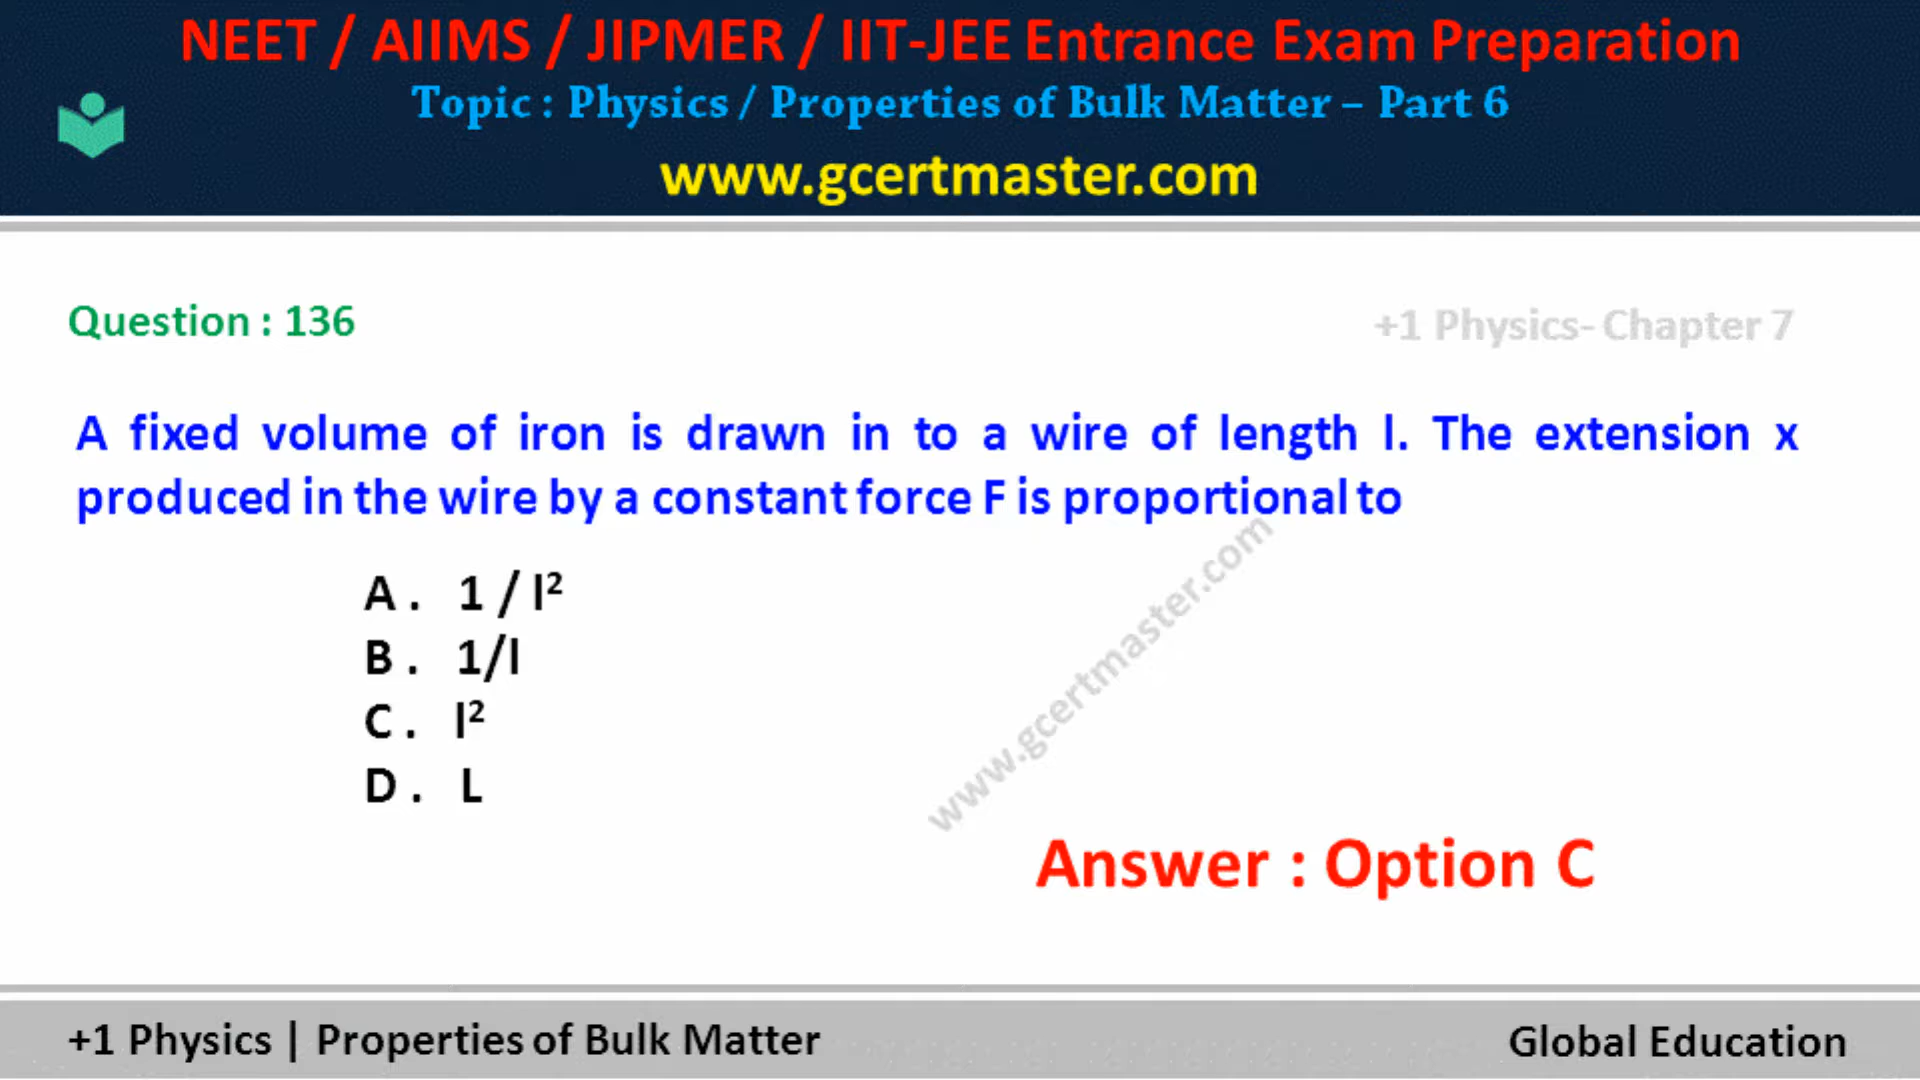 NEET / AIIMS / JIPMER / IIT-JEE Entrance Exam Preparation
Topic : Physics / Properties of Bulk Matter – Part 6
www.gcertmaster.com
Question : 136
+1 Physics- Chapter 7
A fixed volume of iron is drawn in to a wire of length l. The extension x
produced in the wire by a constant force F is proportional to
A . 1 / l²
B . 1/l
C . l²
D . L
www.gcertmaster.com
Answer : Option C
+1 Physics | Properties of Bulk Matter
Global Education